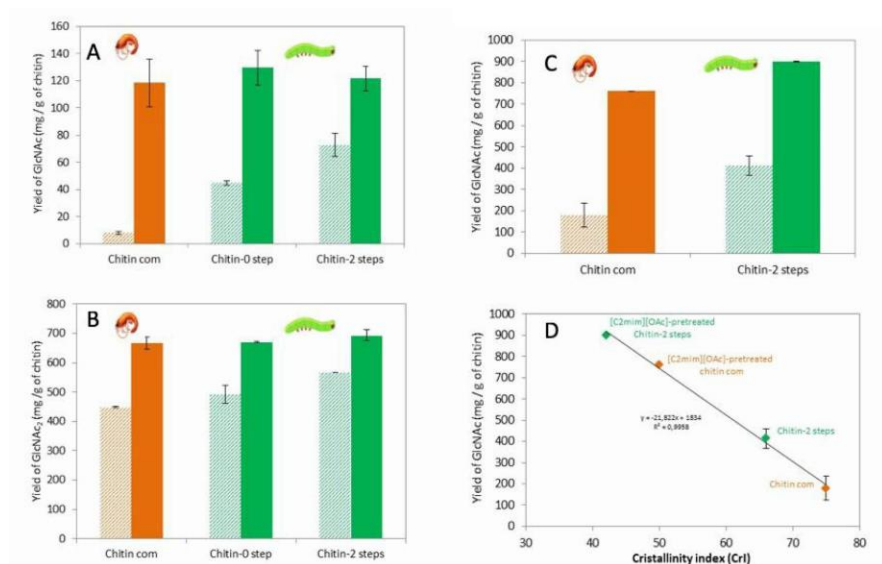 A
Yield of GlcNAc (mg / g of chitin)
160
140
120
100
80
60
40
20
0
Chitin com
Chitin-0 step
Chitin-2 steps
B
Yield of GlcNAc₂ (mg / g of chitin)
800
700
600
500
400
300
200
100
0
Chitin com
Chitin-0 step
Chitin-2 steps
C
Yield of GlcNAc (mg / g of chitin)
1000
900
800
700
600
500
400
300
200
100
0
Chitin com
Chitin-2 steps
D
Yield of GlcNAc (mg / g of chitin)
1000
900
800
700
600
500
400
300
200
100
0
[C2mim][OAc]-pretreated
Chitin-2 steps
[C2mim][OAc]-pretreated
chitin com
y = -21,822x + 1834
R² = 0,9958
Chitin-2 steps
Chitin com
30
40
50
60
70
80
Cristallinity index (CrI)